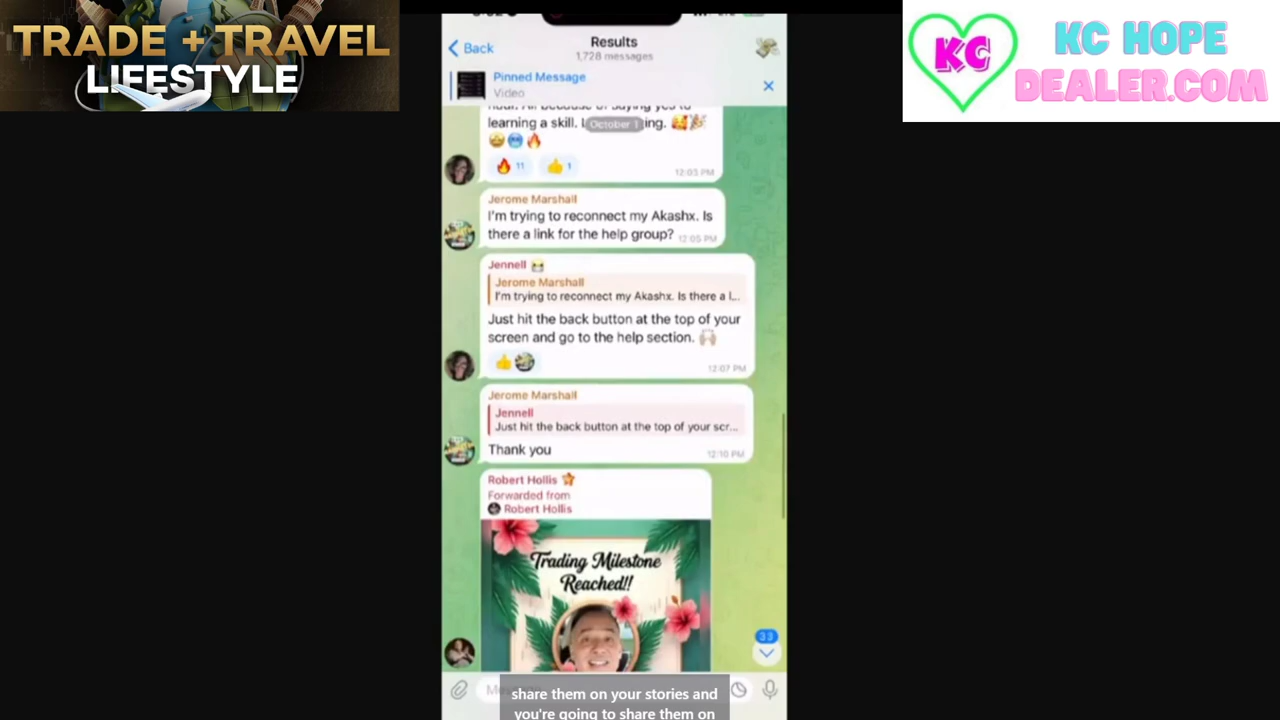 TRADE + TRAVEL
LIFESTYLE
KC
KC HOPE
DEALER.COM
Back
Results
1,728 messages
Pinned Message
Video
learning a skill.
October 1
ing.
11
1
12:03 PM
Jerome Marshall
I'm trying to reconnect my Akashx. Is
there a link for the help group?
12:05 PM
Jennell
Jerome Marshall
I'm trying to reconnect my Akashx. Is there a l...
Just hit the back button at the top of your
screen and go to the help section.
12:07 PM
Jerome Marshall
Jennell
Just hit the back button at the top of your scr...
Thank you
12:10 PM
Robert Hollis
Forwarded from
Robert Hollis
Trading Milestone
Reached!!
33
share them on your stories and
you're going to share them on